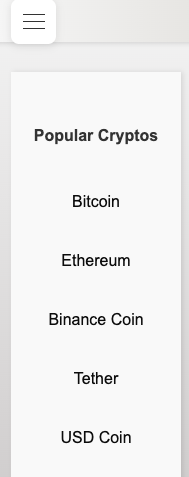 Popular Cryptos
Bitcoin
Ethereum
Binance Coin
Tether
USD Coin